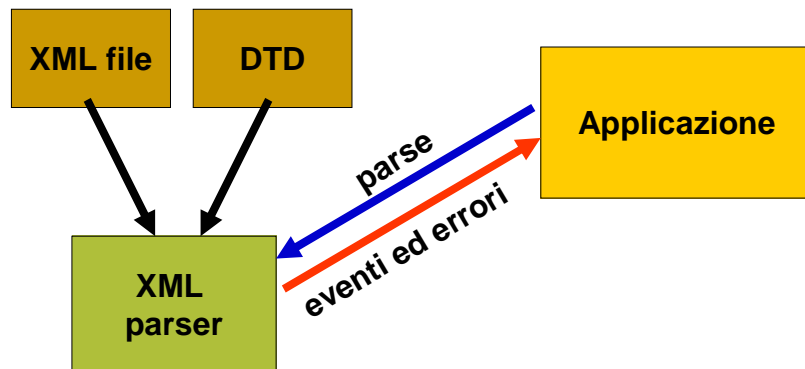 XML file
DTD
Applicazione
parse
eventi ed errori
XML
parser